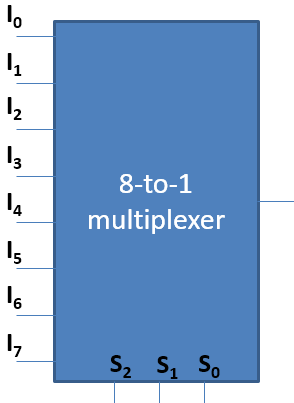 I0
I1
I2
I3
I4
I5
I6
I7
8-to-1
multiplexer
S2 S1 S0